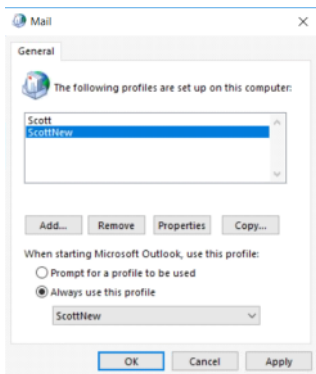 Mail
General
The following profiles are set up on this computer:
Scott
ScottNew
Add... Remove Properties Copy...
When starting Microsoft Outlook, use this profile:
Prompt for a profile to be used
Always use this profile
ScottNew
OK Cancel Apply